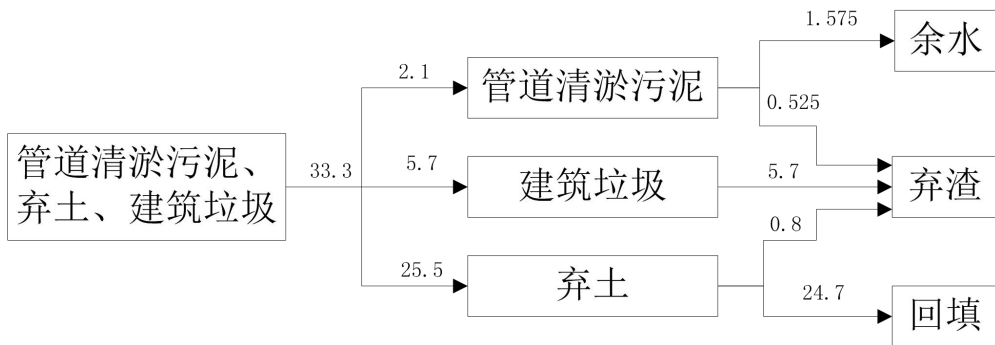 1.575
余水
2.1
管道清淤污泥
0.525
管道清淤污泥、
弃土、建筑垃圾
33.3
5.7
建筑垃圾
5.7
弃渣
0.8
25.5
弃土
24.7
回填